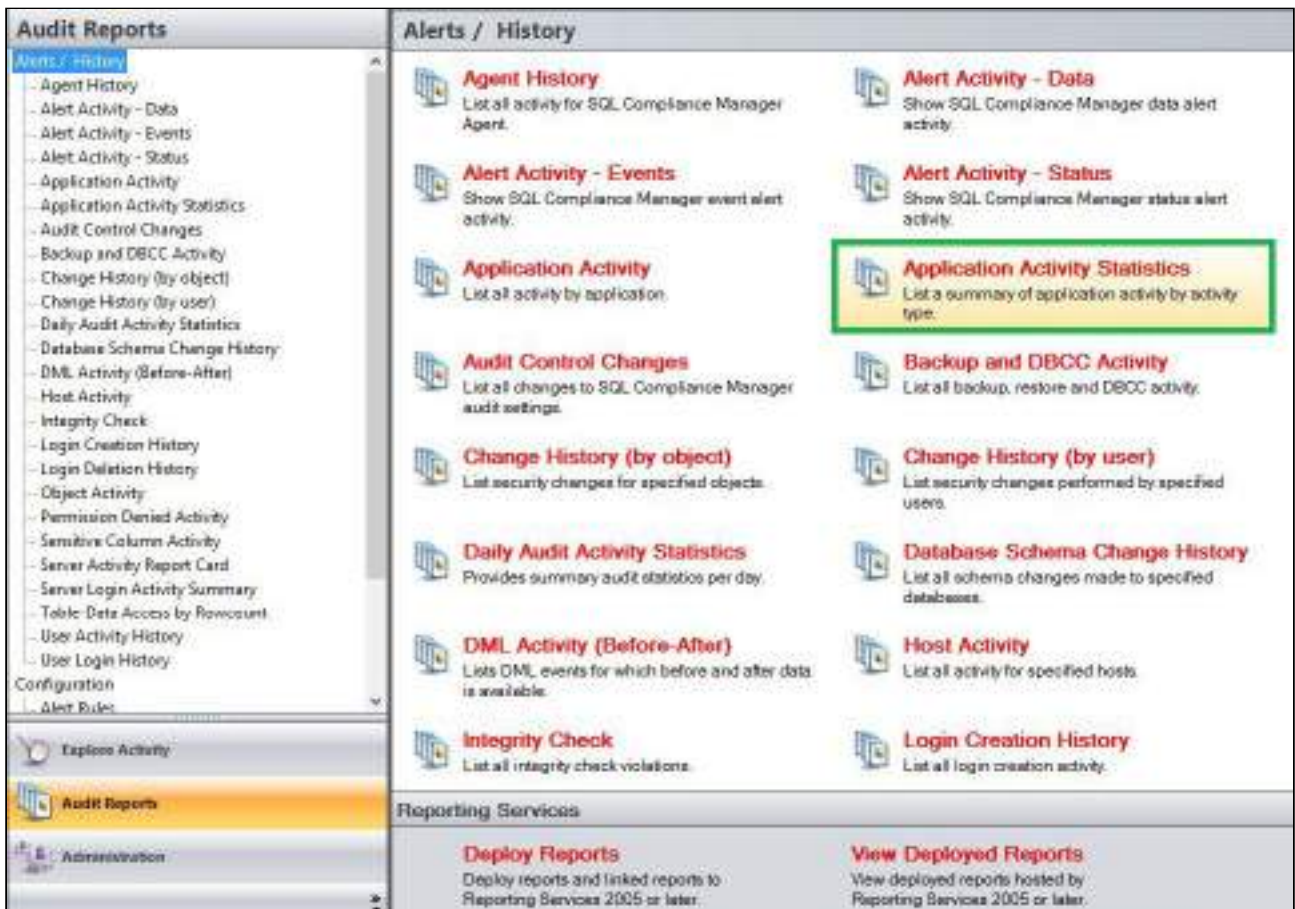 Audit Reports
Alerts / History
Agent History
Alert Activity - Data
Alert Activity - Events
Alert Activity - Status
Application Activity
Application Activity Statistics
Audit Control Changes
Backup and DBCC Activity
Change History (by object)
Change History (by user)
Daily Audit Activity Statistics
Database Schema Change History
DML Activity (Before-After)
Host Activity
Integrity Check
Login Creation History
Login Deletion History
Object Activity
Permission Denied Activity
Sensitive Column Activity
Server Activity Report Card
Server Login Activity Summary
Table-Data Access by Rowcount
User Activity History
User Login History
Configuration
Alert Rules
Explore Activity
Audit Reports
Administration
Alerts / History
Agent History
List all activity for SQL Compliance Manager
Agent.
Alert Activity - Data
Show SQL Compliance Manager data alert
activity.
Alert Activity - Events
Show SQL Compliance Manager event alert
activity.
Alert Activity - Status
Show SQL Compliance Manager status alert
activity.
Application Activity
List all activity by application.
Application Activity Statistics
List a summary of application activity by activity
type.
Audit Control Changes
List all changes to SQL Compliance Manager
audit settings.
Backup and DBCC Activity
List all backup, restore and DBCC activity.
Change History (by object)
List security changes for specified objects.
Change History (by user)
List security changes performed by specified
users.
Daily Audit Activity Statistics
Provides summary audit statistics per day.
Database Schema Change History
List all schema changes made to specified
databases.
DML Activity (Before-After)
Lists DML events for which before and after data
is available.
Host Activity
List all activity for specified hosts.
Integrity Check
List all integrity check violations.
Login Creation History
List all login creation activity.
Reporting Services
Deploy Reports
Deploy reports and linked reports to
Reporting Services 2005 or later.
View Deployed Reports
View deployed reports hosted by
Reporting Services 2005 or later.